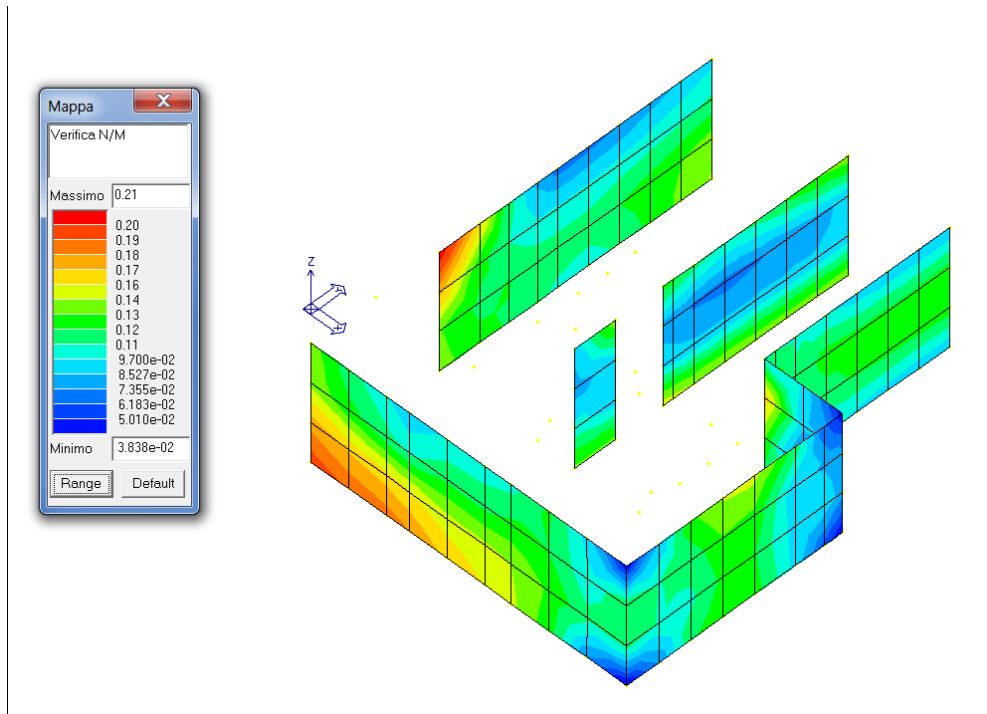 Mappa
Verifica N/M
Massimo 0.21
0.20
0.19
0.18
0.17
0.16
0.14
0.13
0.12
0.11
9.700e-02
8.527e-02
7.355e-02
6.183e-02
5.010e-02
Minimo 3.838e-02
Range Default
Z